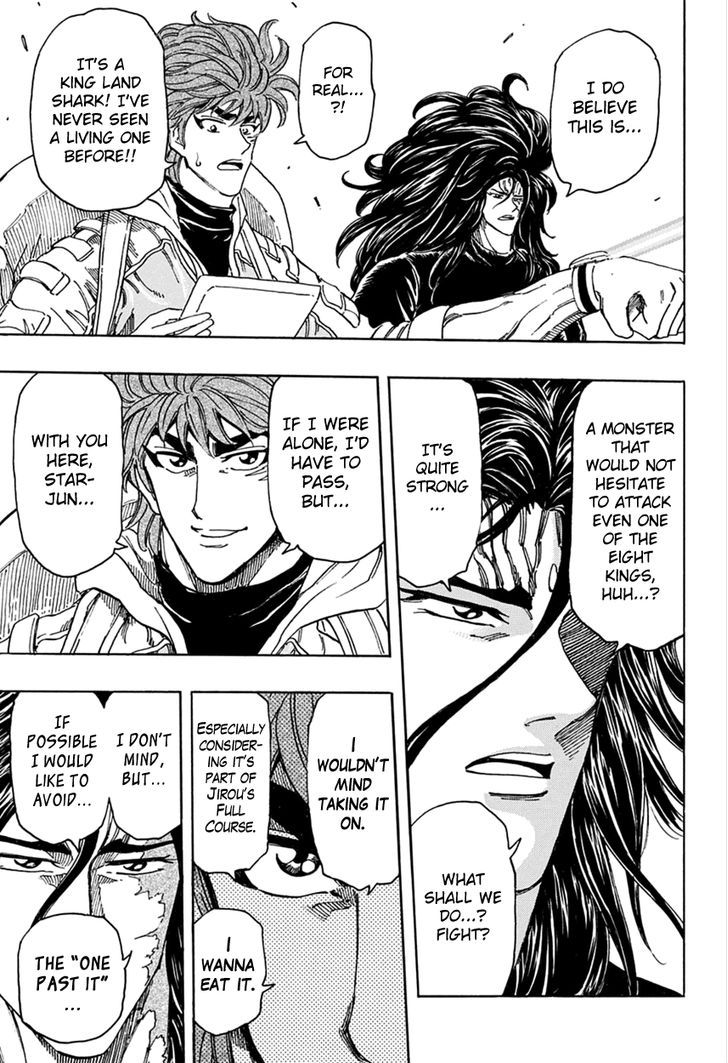 I DO
BELIEVE
THIS IS...
FOR
REAL...
?!
IT'S A
KING LAND
SHARK! I'VE
NEVER SEEN
A LIVING ONE
BEFORE!!
A MONSTER
THAT
WOULD NOT
HESITATE
TO ATTACK
EVEN ONE
OF THE
EIGHT
KINGS,
HUH...?
IT'S
QUITE
STRONG
...
WHAT
SHALL WE
DO...?
FIGHT?
IF I WERE
ALONE, I'D
HAVE TO
PASS,
BUT...
WITH YOU
HERE,
STAR-
JUN...
I
WOULDN'T
MIND
TAKING IT
ON.
ESPECIALLY
CONSIDER-
ING IT'S
PART OF
JIROU'S
FULL
COURSE.
I
WANNA
EAT IT.
I DON'T
MIND,
BUT...
IF
POSSIBLE
I WOULD
LIKE TO
AVOID...
THE "ONE
PAST IT"
...